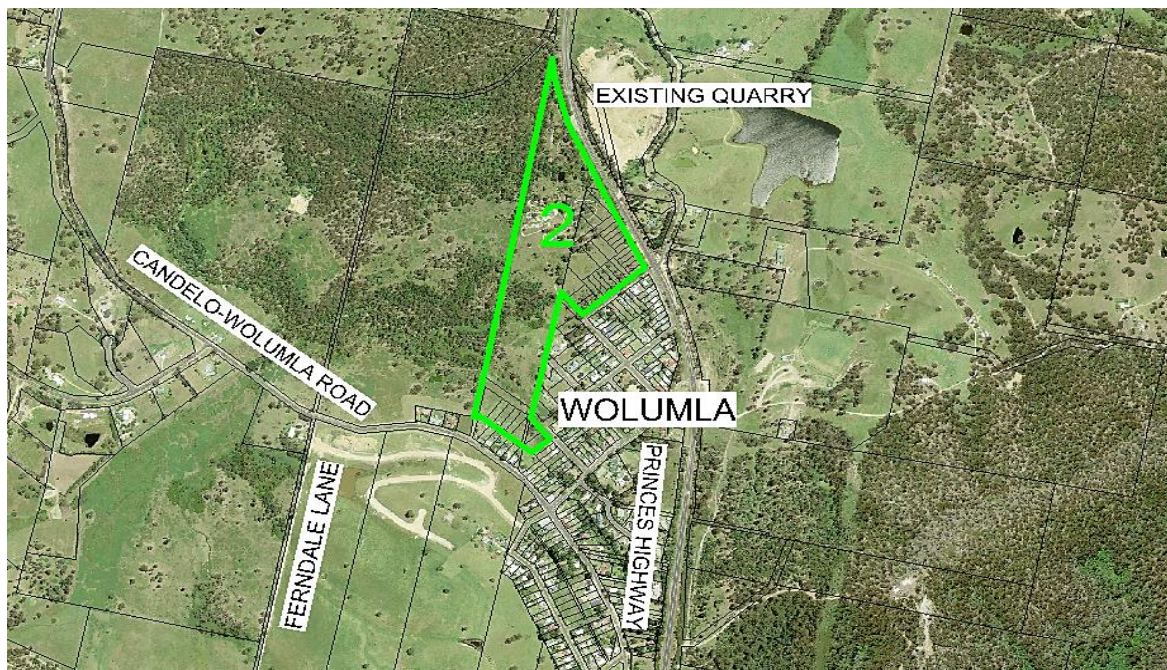 EXISTING QUARRY
2
CANDELO-WOLUMLA ROAD
WOLUMLA
FERNDALE LANE
PRINCES HIGHWAY